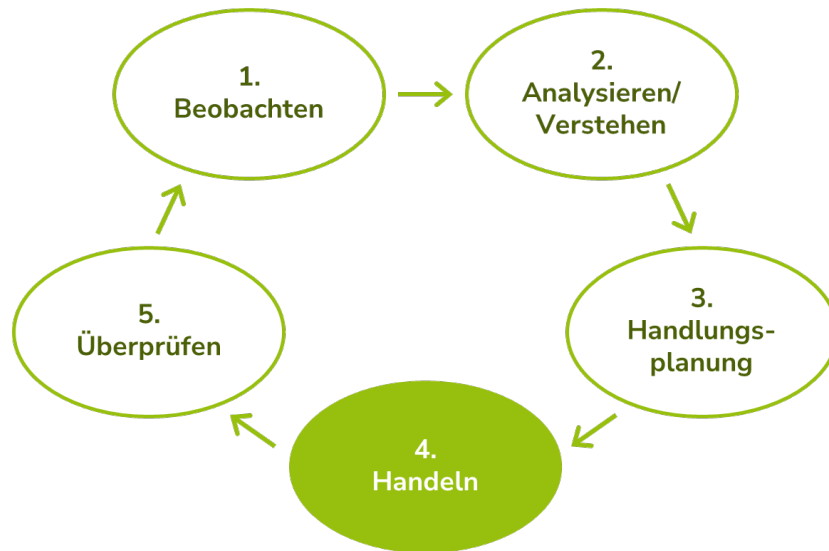 1.
Beobachten
2.
Analysieren/
Verstehen
3.
Handlungs-
planung
4.
Handeln
5.
Überprüfen